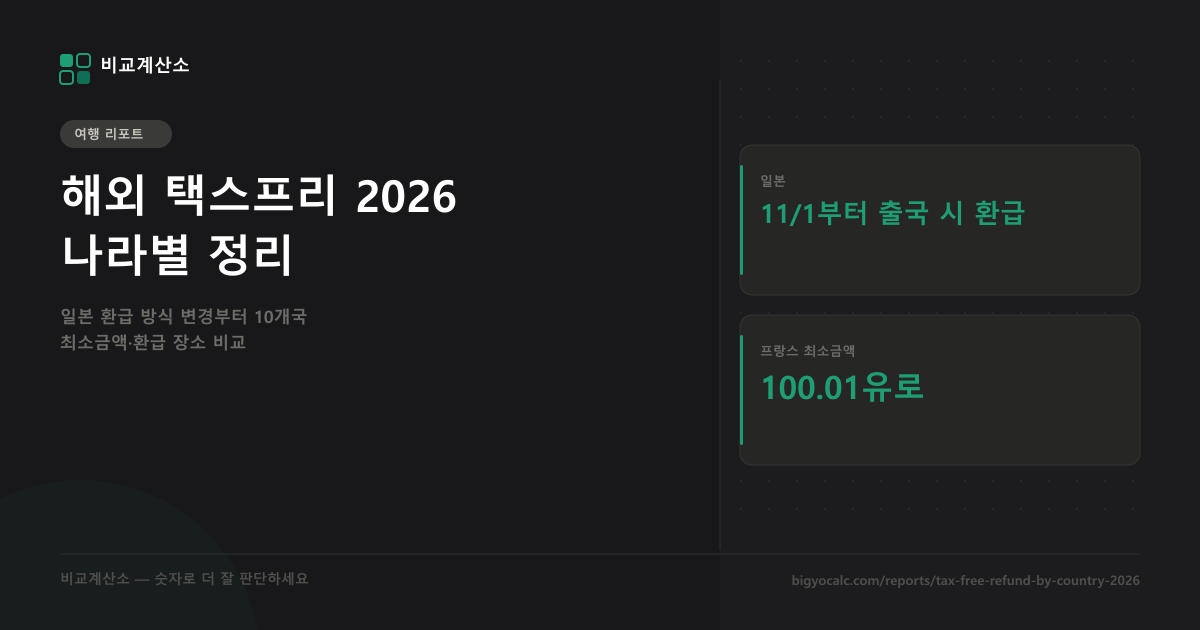 비교계산소
여행 리포트
해외 택스프리 2026
나라별 정리
일본 환급 방식 변경부터 10개국
최소금액·환급 장소 비교
일본
11/1부터 출국 시 환급
프랑스 최소금액
100.01유로
비교계산소 — 숫자로 더 잘 판단하세요
bigyocalc.com/reports/tax-free-refund-by-country-2026